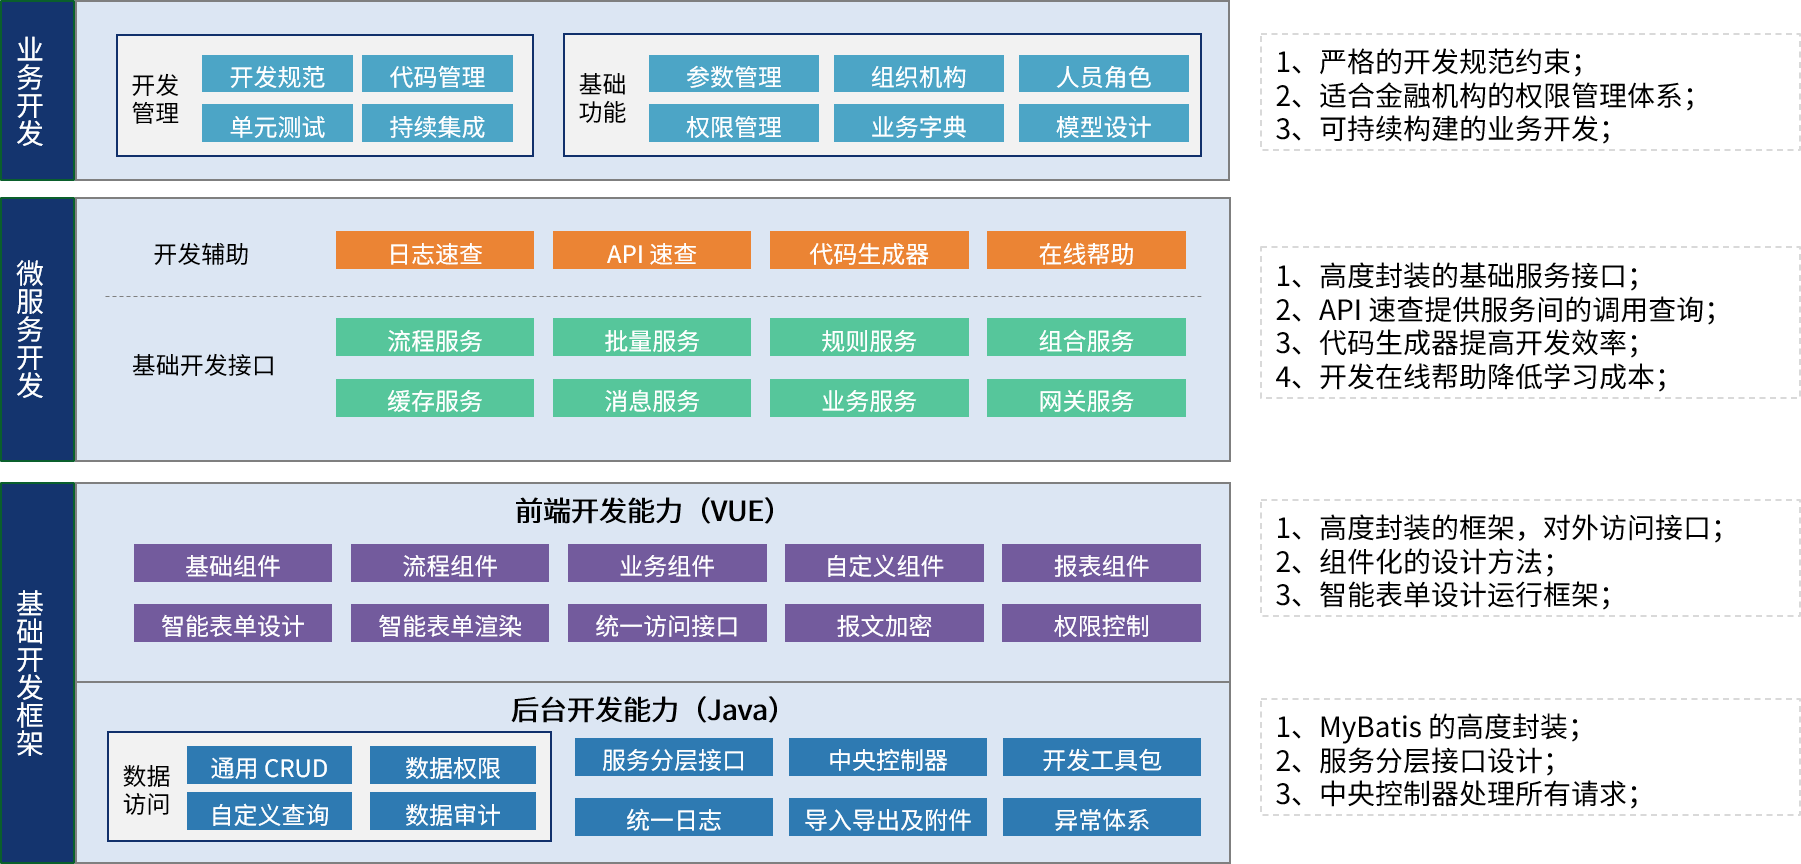 业务开发
开发管理
开发规范
代码管理
单元测试
持续集成
基础功能
参数管理
组织机构
人员角色
权限管理
业务字典
模型设计
1、严格的开发规范约束；
2、适合金融机构的权限管理体系；
3、可持续构建的业务开发；
微服务开发
开发辅助
日志速查
API 速查
代码生成器
在线帮助
基础开发接口
流程服务
批量服务
规则服务
组合服务
缓存服务
消息服务
业务服务
网关服务
1、高度封装的基础服务接口；
2、API 速查提供服务间的调用查询；
3、代码生成器提高开发效率；
4、开发在线帮助降低学习成本；
基础开发框架
前端开发能力（VUE）
基础组件
流程组件
业务组件
自定义组件
报表组件
智能表单设计
智能表单渲染
统一访问接口
报文加密
权限控制
1、高度封装的框架，对外访问接口；
2、组件化的设计方法；
3、智能表单设计运行框架；
后台开发能力（Java）
数据访问
通用 CRUD
数据权限
自定义查询
数据审计
服务分层接口
中央控制器
开发工具包
统一日志
导入导出及附件
异常体系
1、MyBatis 的高度封装；
2、服务分层接口设计；
3、中央控制器处理所有请求；